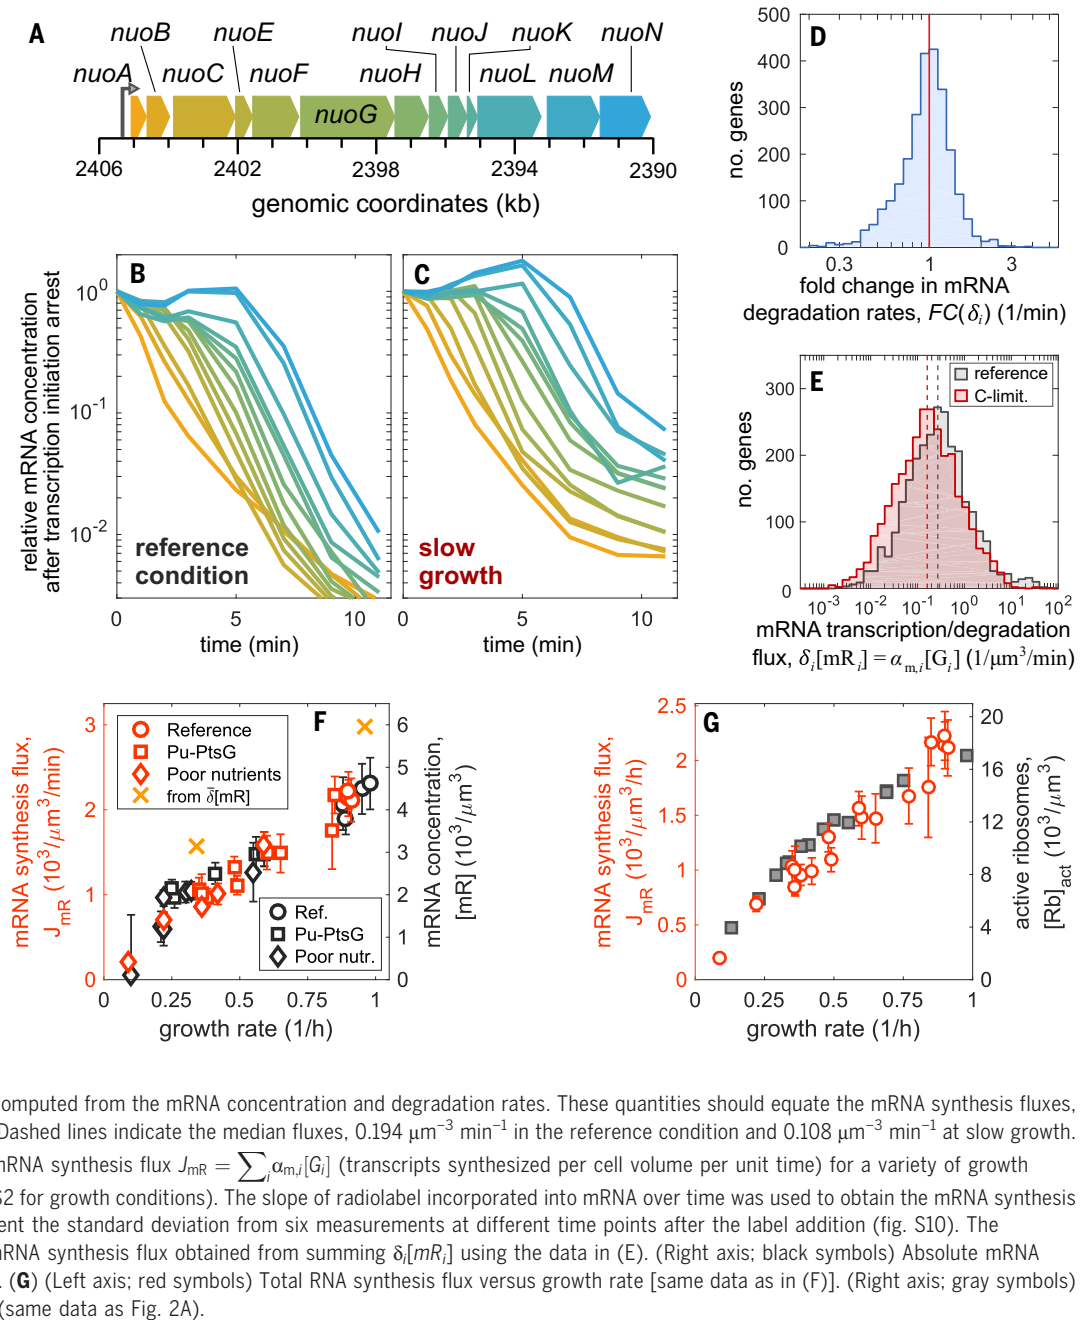 A
nuoB
nuoE
nuoI
nuoJ
nuoK
nuoN
nuoA
nuoC
nuoF
nuoH
nuoL
nuoM
nuoG
2406
2402
2398
2394
2390
genomic coordinates (kb)
D
no. genes
500
400
300
200
100
0
0.3
1
3
fold change in mRNA
degradation rates, FC(δᵢ) (1/min)
B
C
relative mRNA concentration
after transcription initiation arrest
10⁰
10⁻¹
10⁻²
reference
condition
slow
growth
0
5
10
0
5
10
time (min)
time (min)
E
reference
C-limit.
no. genes
300
200
100
0
10⁻³
10⁻²
10⁻¹
10⁰
10¹
10²
mRNA transcription/degradation
flux, δᵢ[mRᵢ] = αₘ,ᵢ[Gᵢ] (1/μm³/min)
F
Reference
Pu-PtsG
Poor nutrients
from δ̄[mR]
Ref.
Pu-PtsG
Poor nutr.
mRNA synthesis flux,
J_mR (10³/μm³/min)
3
2
1
0
mRNA concentration,
[mR] (10³/μm³)
6
5
4
3
2
1
0
0
0.25
0.5
0.75
1
growth rate (1/h)
G
mRNA synthesis flux,
J_mR (10³/μm³/h)
2.5
2
1.5
1
0.5
0
active ribosomes,
[Rb]_act (10³/μm³)
20
16
12
8
4
0
0
0.25
0.5
0.75
1
growth rate (1/h)
computed from the mRNA concentration and degradation rates. These quantities should equate the mRNA synthesis fluxes,
Dashed lines indicate the median fluxes, 0.194 μm⁻³ min⁻¹ in the reference condition and 0.108 μm⁻³ min⁻¹ at slow growth.
mRNA synthesis flux J_mR = ∑ᵢαₘ,ᵢ[Gᵢ] (transcripts synthesized per cell volume per unit time) for a variety of growth
S2 for growth conditions). The slope of radiolabel incorporated into mRNA over time was used to obtain the mRNA synthesis
ent the standard deviation from six measurements at different time points after the label addition (fig. S10). The
mRNA synthesis flux obtained from summing δᵢ[mRᵢ] using the data in (E). (Right axis; black symbols) Absolute mRNA
. (G) (Left axis; red symbols) Total RNA synthesis flux versus growth rate [same data as in (F)]. (Right axis; gray symbols)
(same data as Fig. 2A).